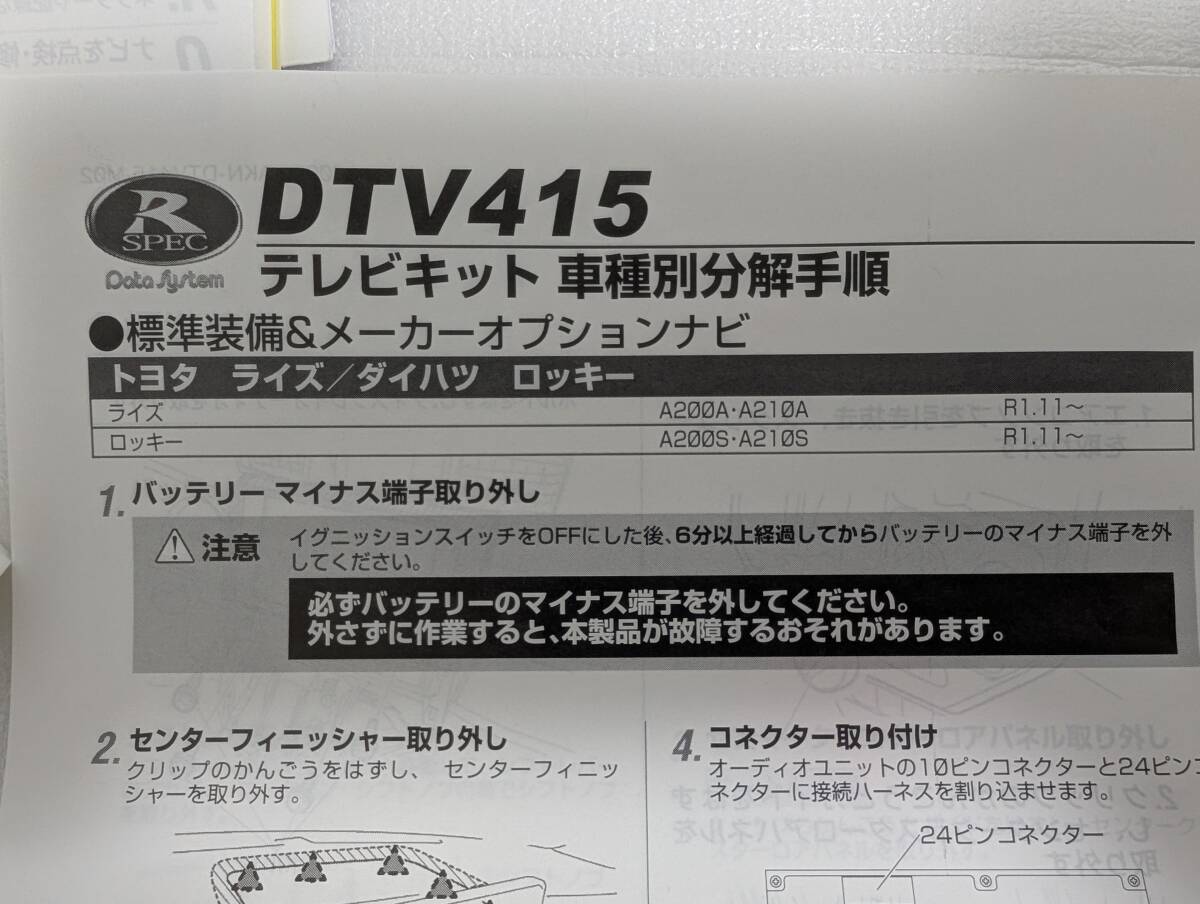 R
SPEC
Data System
DTV415
テレビキット 車種別分解手順
●標準装備&メーカーオプションナビ
トヨタ ライズ／ダイハツ ロッキー
ライズ A200A・A210A R1.11～
ロッキー A200S・A210S R1.11～
1. バッテリー マイナス端子取り外し
注意
イグニッションスイッチをOFFにした後、6分以上経過してからバッテリーのマイナス端子を外
してください。
必ずバッテリーのマイナス端子を外してください。
外さずに作業すると、本製品が故障するおそれがあります。
2. センターフィニッシャー取り外し
クリップのかんごうをはずし、 センターフィニッ
シャーを取り外す。
4. コネクター取り付け
オーディオユニットの10ピンコネクターと24ピン
ネクターに接続ハーネスを割り込ませます。
24ピンコネクター